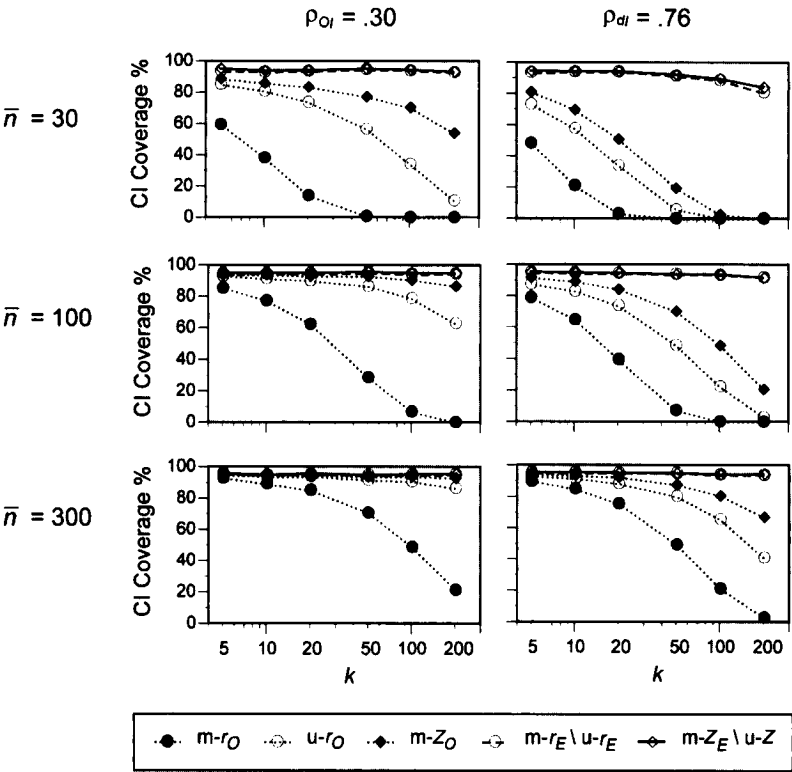 ρOI = .30
ρdI = .76
n̄ = 30
CI Coverage %
100
80
60
40
20
0
n̄ = 100
CI Coverage %
100
80
60
40
20
0
n̄ = 300
CI Coverage %
100
80
60
40
20
0
5 10 20 50 100 200
k
5 10 20 50 100 200
k
m-rO u-rO m-ZO m-rE \ u-rE m-ZE \ u-Z